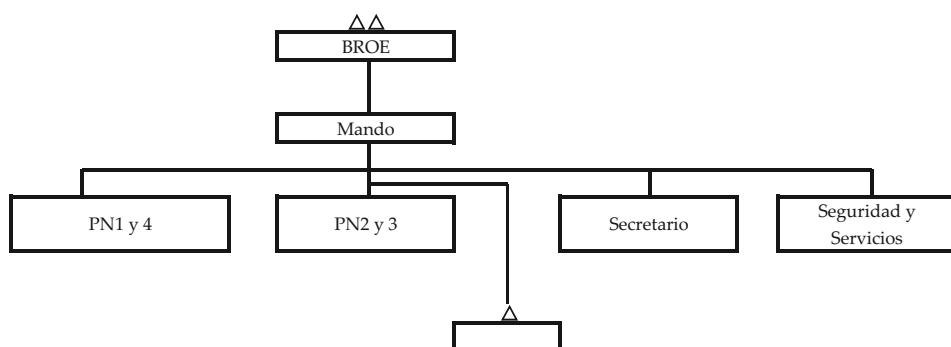 BROE
Mando
PN1 y 4
PN2 y 3
Secretario
Seguridad y
Servicios